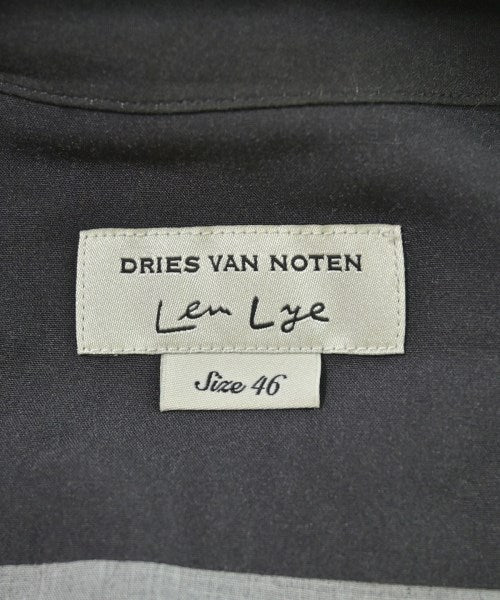 DRIES VAN NOTEN
Len Lye
Size 46